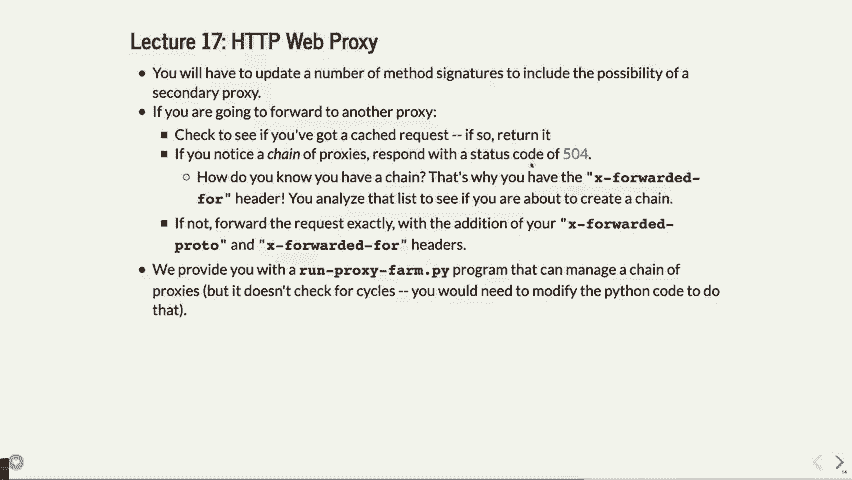 Lecture 17: HTTP Web Proxy
• You will have to update a number of method signatures to include the possibility of a
secondary proxy.
• If you are going to forward to another proxy:
▪ Check to see if you've got a cached request -- if so, return it
▪ If you notice a chain of proxies, respond with a status code of 504.
○ How do you know you have a chain? That's why you have the "x-forwarded-
for" header! You analyze that list to see if you are about to create a chain.
▪ If not, forward the request exactly, with the addition of your "x-forwarded-
proto" and "x-forwarded-for" headers.
• We provide you with a run-proxy-farm.py program that can manage a chain of
proxies (but it doesn't check for cycles -- you would need to modify the python code to do
that).